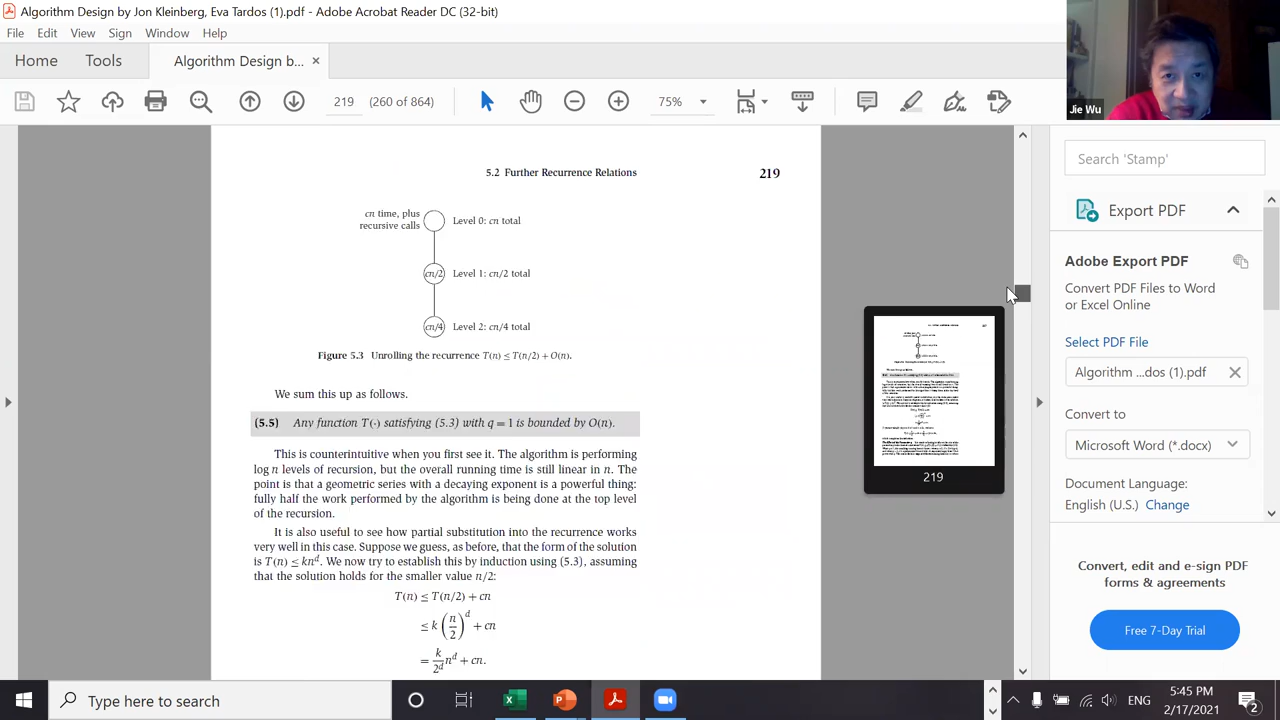 Algorithm Design by Jon Kleinberg, Eva Tardos (1).pdf - Adobe Acrobat Reader DC (32-bit)
File Edit View Sign Window Help
Home Tools Algorithm Design b... ×
219 (260 of 864) 75%
Jie Wu
5.2 Further Recurrence Relations 219
cn time, plus
recursive calls
Level 0: cn total
cn/2 Level 1: cn/2 total
cn/4 Level 2: cn/4 total
Figure 5.3 Unrolling the recurrence T(n) ≤ T(n/2) + O(n).
We sum this up as follows.
(5.5) Any function T(·) satisfying (5.3) with q = 1 is bounded by O(n).
This is counterintuitive when you first see it. The algorithm is performing
log n levels of recursion, but the overall running time is still linear in n. The
point is that a geometric series with a decaying exponent is a powerful thing:
fully half the work performed by the algorithm is being done at the top level
of the recursion.
It is also useful to see how partial substitution into the recurrence works
very well in this case. Suppose we guess, as before, that the form of the solution
is T(n) ≤ kn^d. We now try to establish this by induction using (5.3), assuming
that the solution holds for the smaller value n/2:
T(n) ≤ T(n/2) + cn
≤ k (n/2)^d + cn
= k/2^d n^d + cn.
219
Search 'Stamp'
Export PDF
Adobe Export PDF
Convert PDF Files to Word
or Excel Online
Select PDF File
Algorithm ...dos (1).pdf
Convert to
Microsoft Word (*.docx)
Document Language:
English (U.S.) Change
Convert, edit and e-sign PDF
forms & agreements
Free 7-Day Trial
Type here to search
ENG
5:45 PM
2/17/2021
2